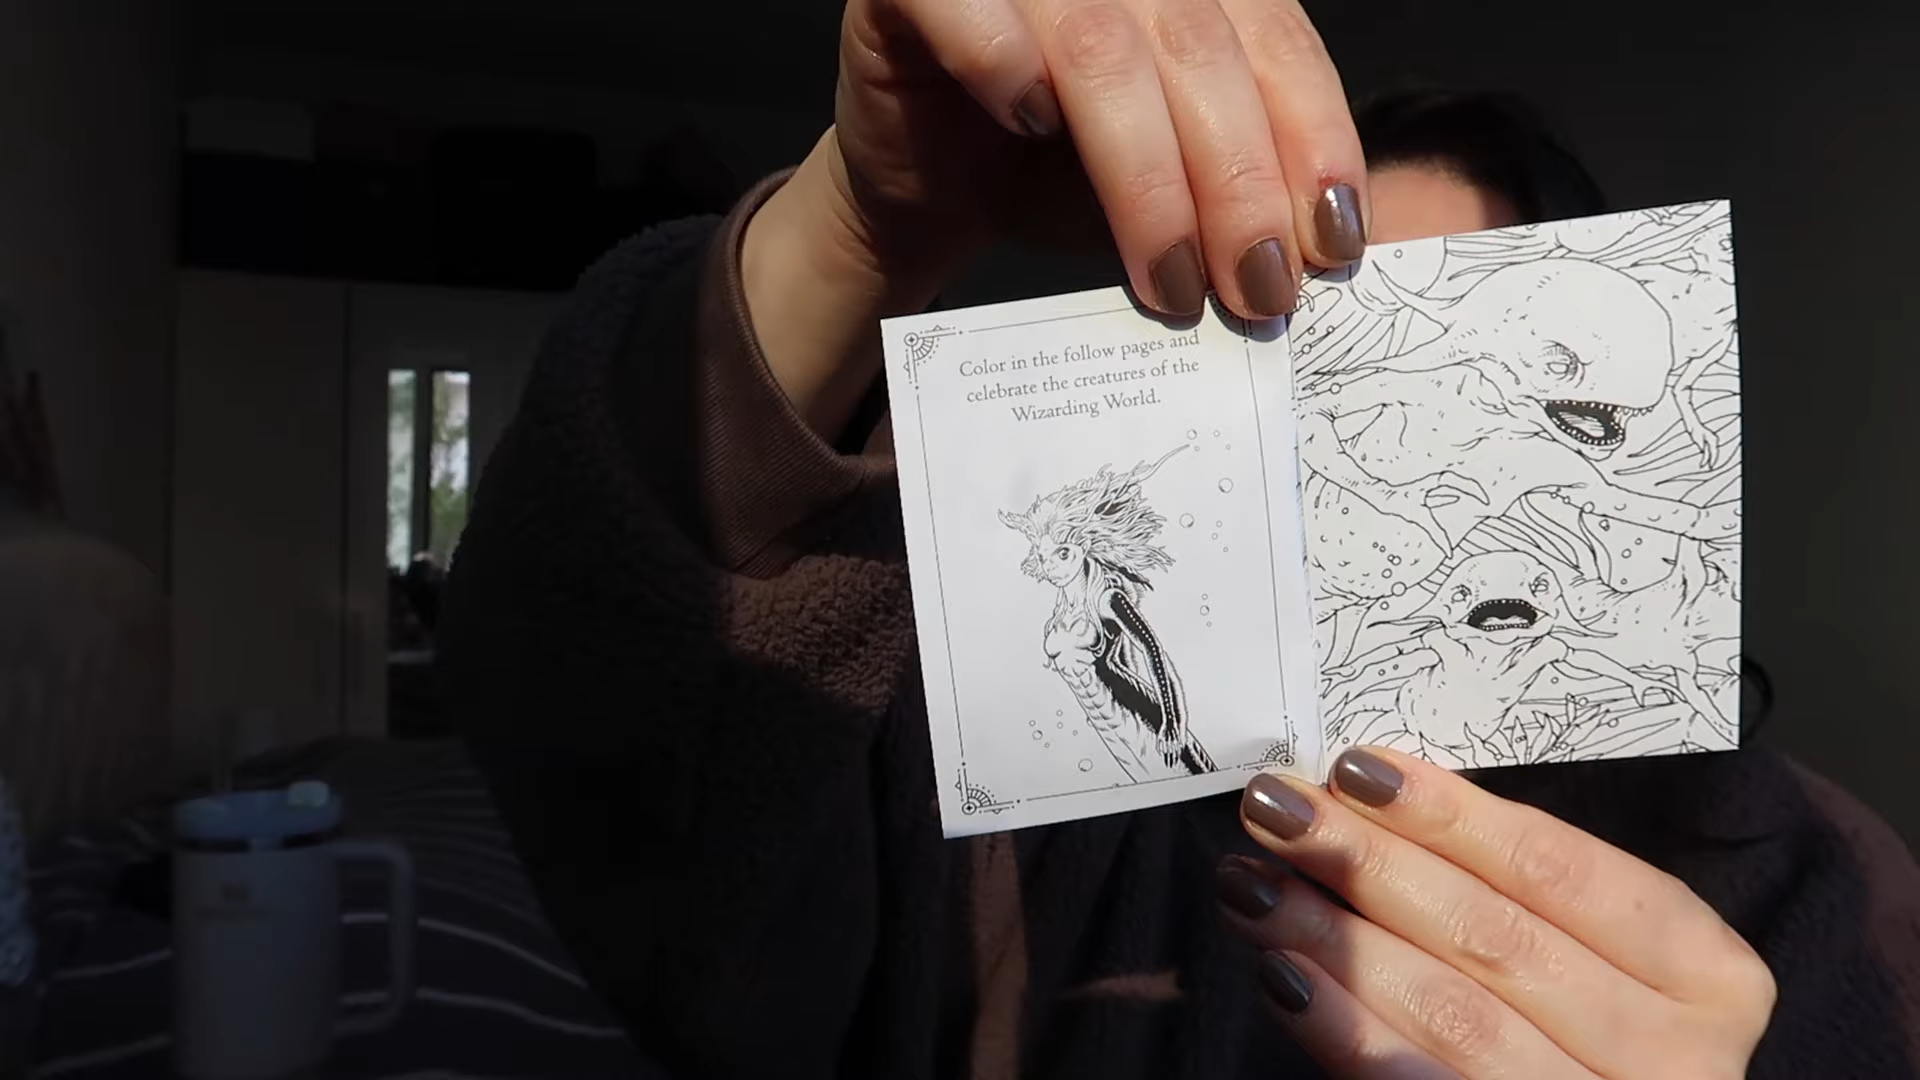 Color in the follow pages and
celebrate the creatures of the
Wizarding World.